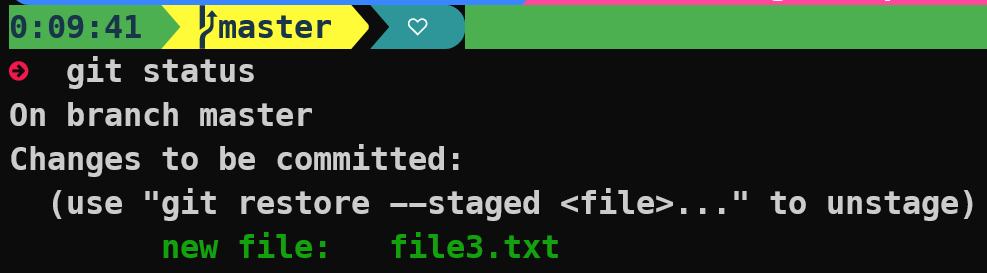 0:09:41 master ♡
git status
On branch master
Changes to be committed:
(use "git restore --staged <file>..." to unstage)
new file: file3.txt